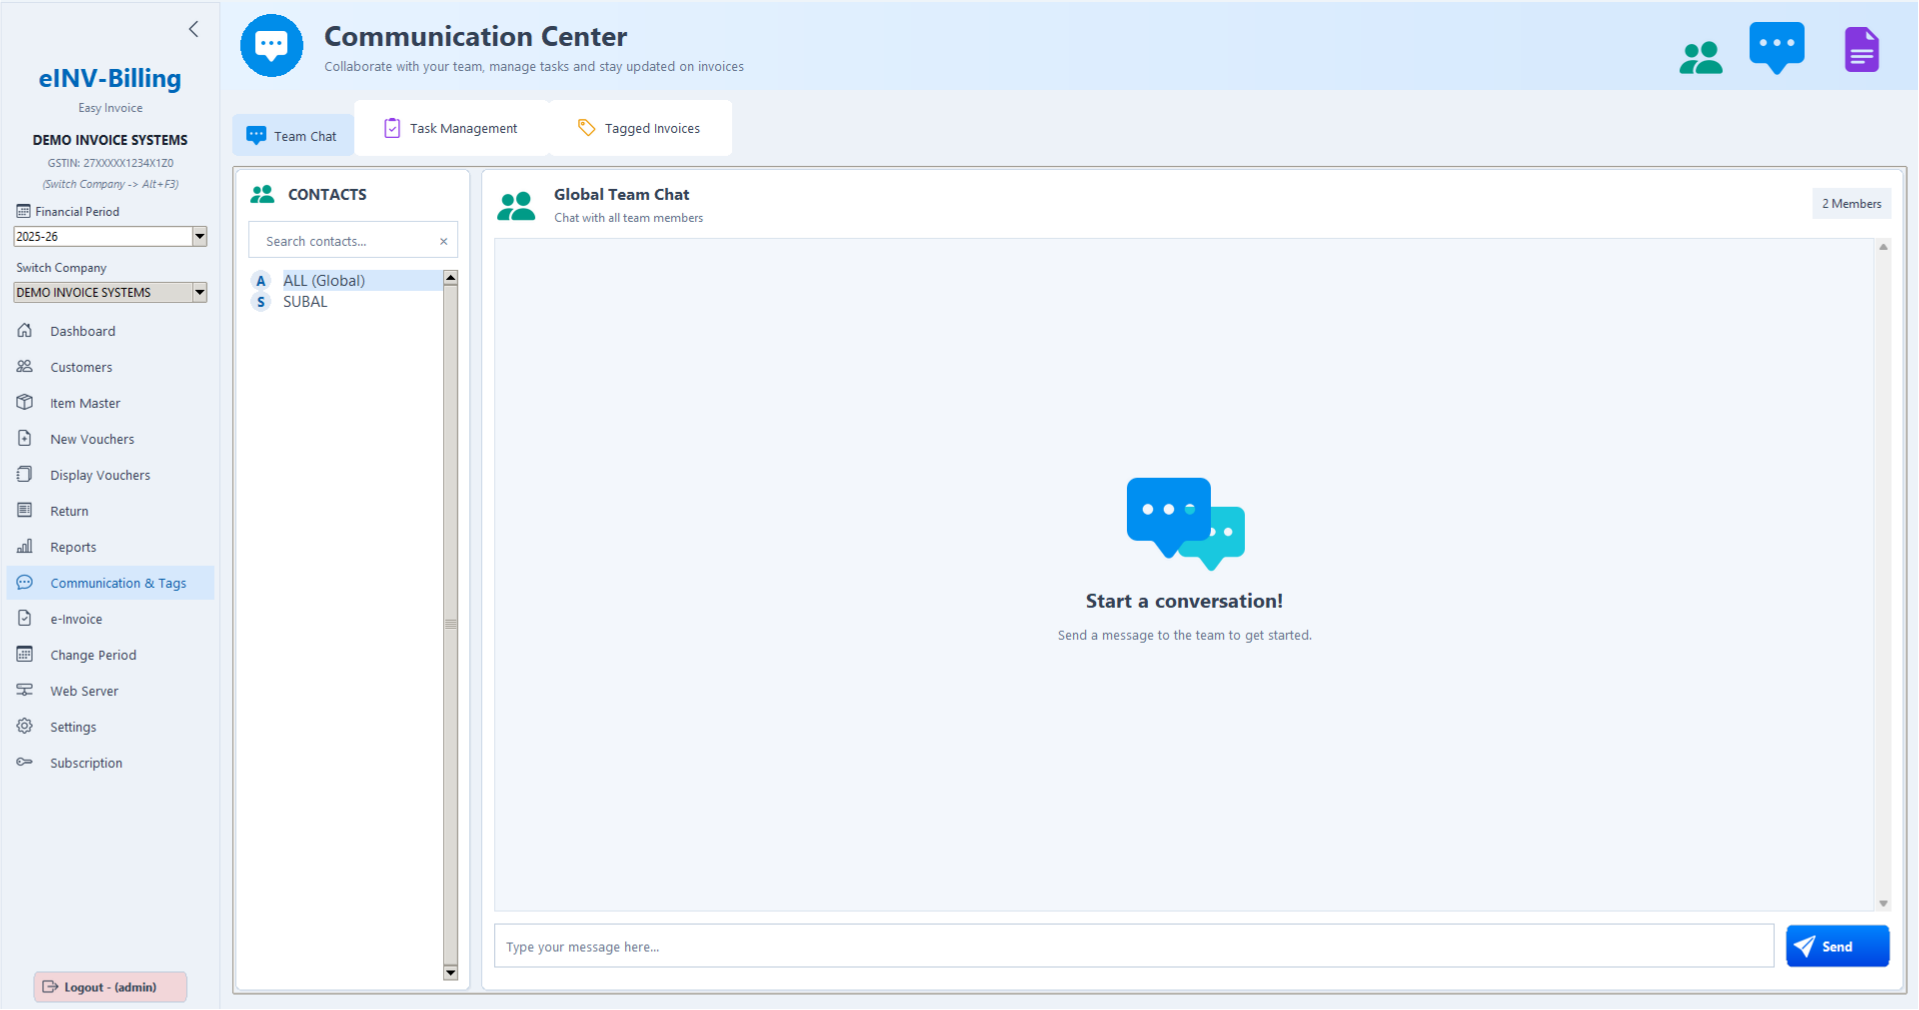 eINV-Billing
Easy Invoice
DEMO INVOICE SYSTEMS
GSTIN: 27XXXXX1234X1Z0
(Switch Company -> Alt+F3)
Financial Period
2025-26
Switch Company
DEMO INVOICE SYSTEMS
Dashboard
Customers
Item Master
New Vouchers
Display Vouchers
Return
Reports
Communication & Tags
e-Invoice
Change Period
Web Server
Settings
Subscription
Logout - (admin)
Communication Center
Collaborate with your team, manage tasks and stay updated on invoices
Team Chat
Task Management
Tagged Invoices
CONTACTS
Search contacts...
×
A ALL (Global)
S SUBAL
Global Team Chat
Chat with all team members
2 Members
Start a conversation!
Send a message to the team to get started.
Type your message here...
Send